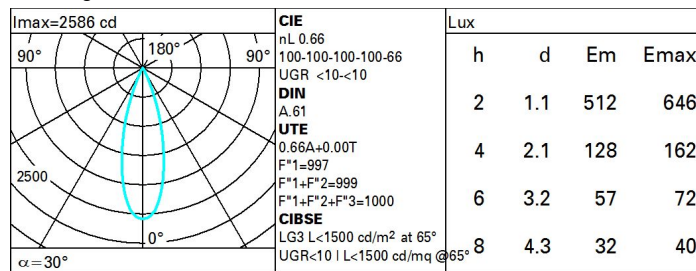 Imax=2586 cd
90° 180° 90°
2500
0°
α=30°
CIE
nL 0.66
100-100-100-100-66
UGR <10-<10
DIN
A.61
UTE
0.66A+0.00T
F"1=997
F"1+F"2=999
F"1+F"2+F"3=1000
CIBSE
LG3 L<1500 cd/m² at 65°
UGR<10 | L<1500 cd/mq @65°
Lux
h d Em Emax
2 1.1 512 646
4 2.1 128 162
6 3.2 57 72
8 4.3 32 40